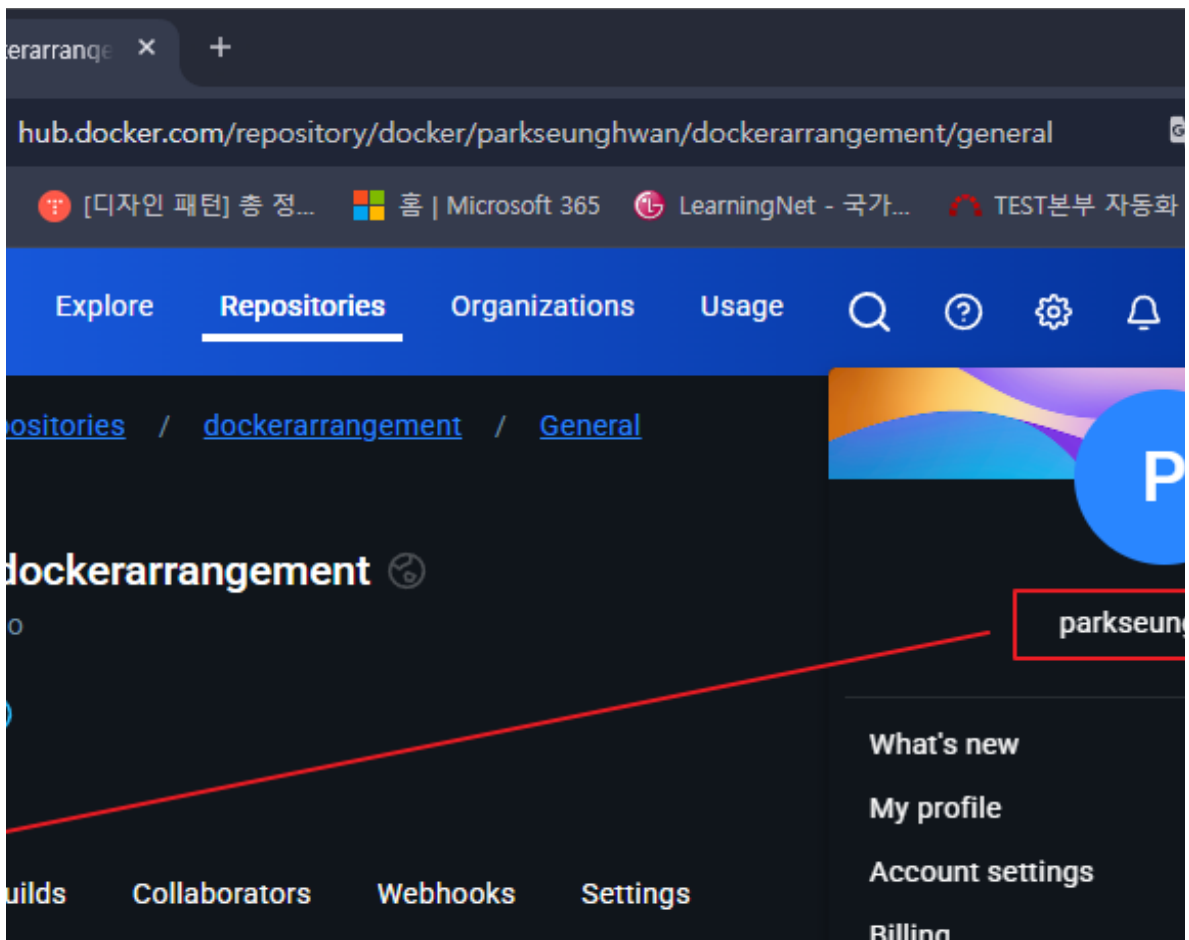 erarrange × +
hub.docker.com/repository/docker/parkseunghwan/dockerarrangement/general
[디자인 패턴] 총 정... 홈 | Microsoft 365 LearningNet - 국가... TEST본부 자동화
Explore Repositories Organizations Usage
ositories / dockerarrangement / General
P
dockerarrangement
o
parkseung
What's new
My profile
Account settings
uilds Collaborators Webhooks Settings
Billing